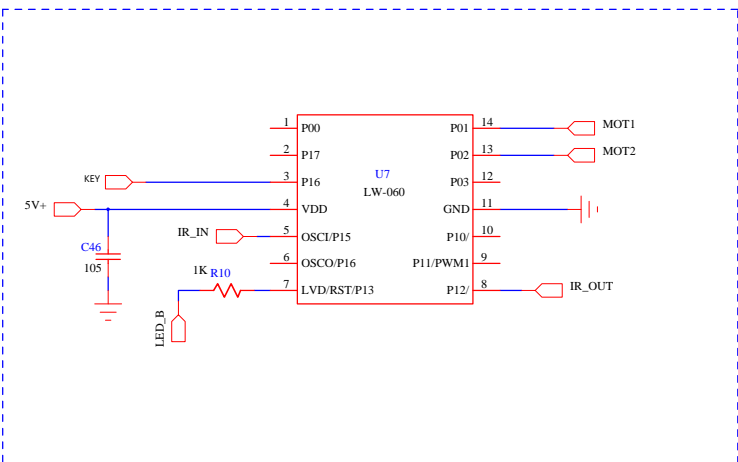 1 P00
P01 14
MOT1
2 P17
P02 13
MOT2
U7
LW-060
KEY
3 P16
P03 12
5V+
4 VDD
GND 11
IR_IN
5 OSCI/P15
P10/ 10
C46
105
6 OSCO/P16
P11/PWM1 9
1K R10
7 LVD/RST/P13
P12/ 8
IR_OUT
LED_B